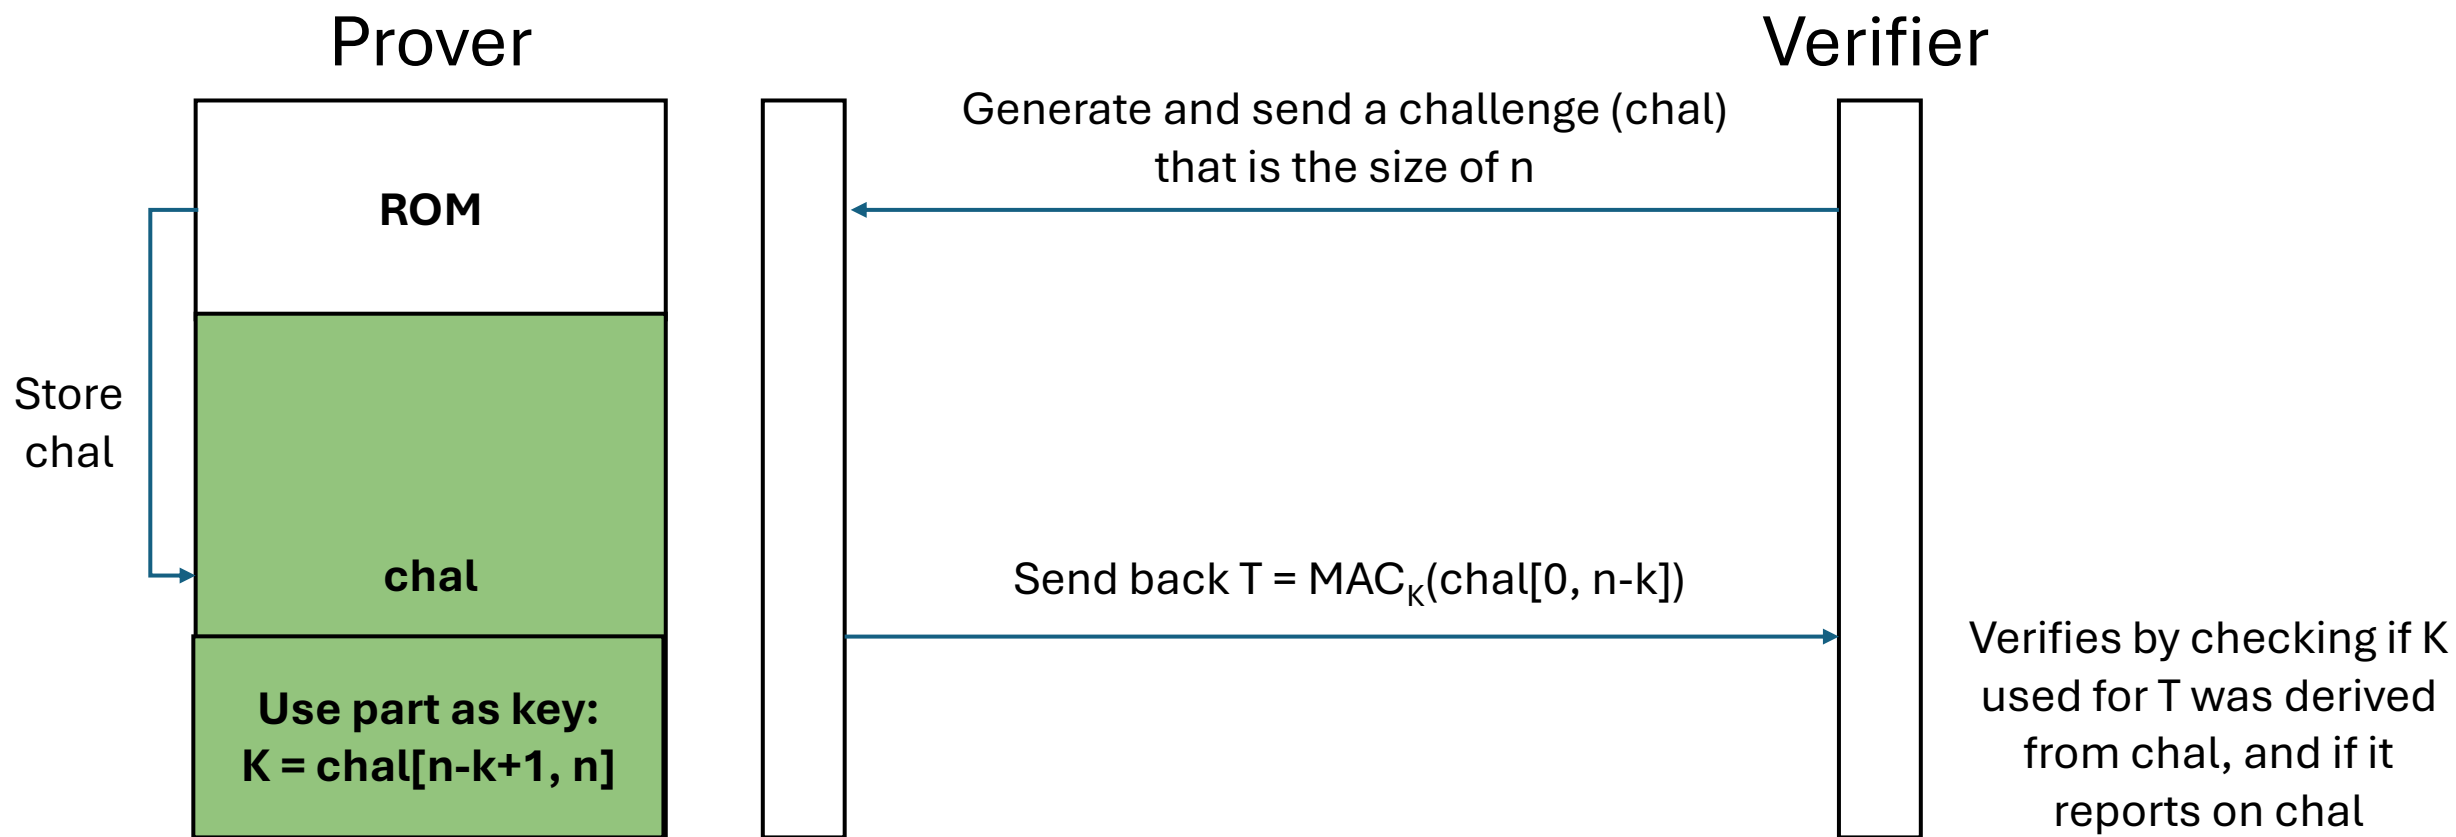 Prover
Verifier
Generate and send a challenge (chal)
that is the size of n
ROM
Store
chal
chal
Send back T = MAC_K(chal[0, n-k])
Use part as key:
K = chal[n-k+1, n]
Verifies by checking if K
used for T was derived
from chal, and if it
reports on chal